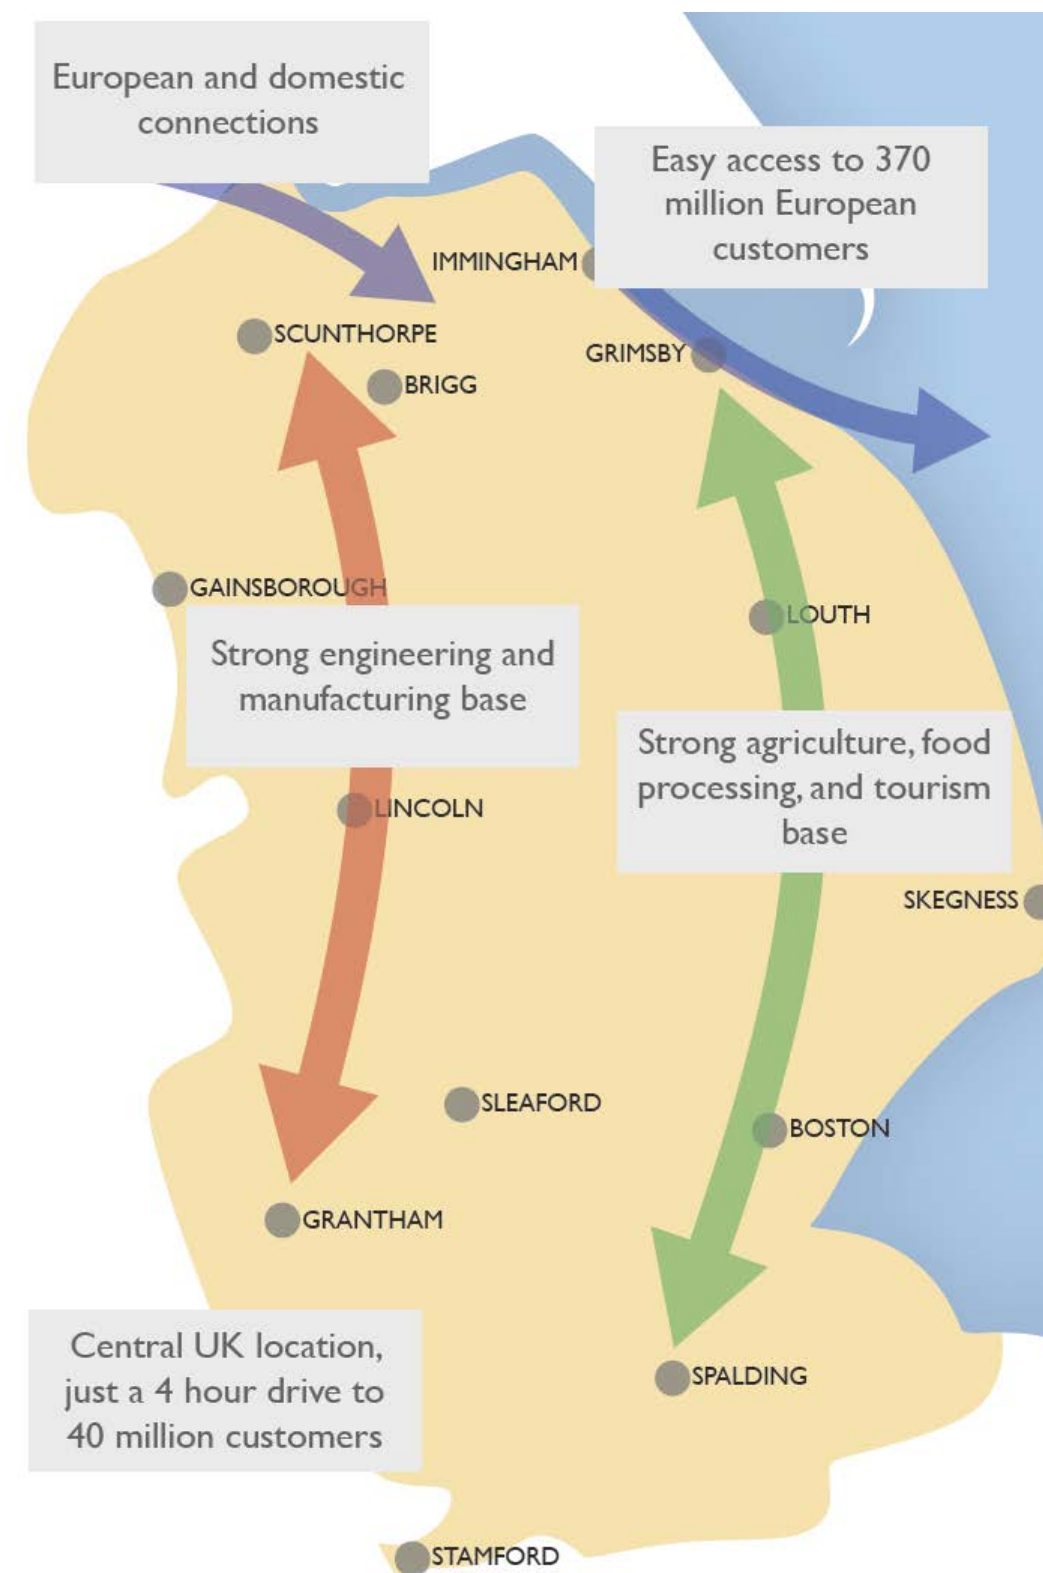 European and domestic
connections
Easy access to 370
million European
customers
IMMINGHAM
SCUNTHORPE
GRIMSBY
BRIGG
GAINSBOROUGH
LOUTH
Strong engineering and
manufacturing base
Strong agriculture, food
processing, and tourism
base
LINCOLN
SKEGNESS
SLEAFORD
BOSTON
GRANTHAM
Central UK location,
just a 4 hour drive to
40 million customers
SPALDING
STAMFORD